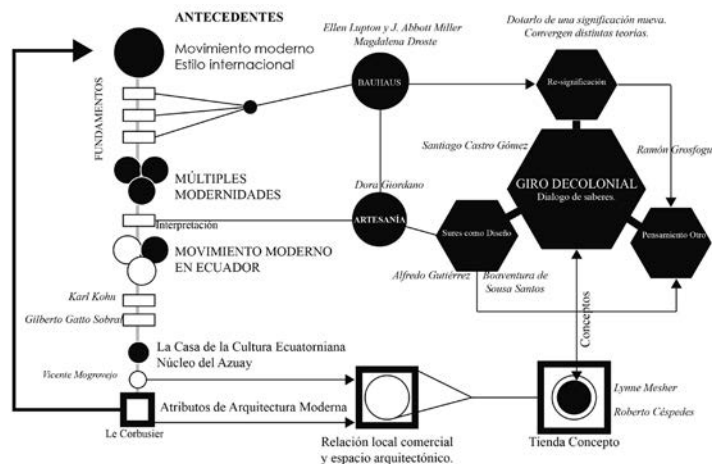 ANTECEDENTES
Movimiento moderno
Estilo internacional
FUNDAMENTOS
MÚLTIPLES
MODERNIDADES
Interpretación
MOVIMIENTO MODERNO
EN ECUADOR
Karl Kohn
Gilberto Gatto Sobral
La Casa de la Cultura Ecuatorniana
Núcleo del Azuay
Vicente Mogrovejo
Atributos de Arquitectura Moderna
Le Corbusier
Ellen Lupton y J. Abbott Miller
Magdalena Droste
BAUHAUS
Dora Giordano
ARTESANÍA
Dotarlo de una significación nueva.
Convergen distintas teorías.
Re-significación
Santiago Castro Gómez
Ramón Grosfogu
GIRO DECOLONIAL
Dialogo de saberes.
Sures como Diseño
Pensamiento Otro
Alfredo Gutiérrez
Boaventura de
Sousa Santos
Conceptos
Relación local comercial
y espacio arquitectónico.
Lynne Mesher
Roberto Céspedes
Tienda Concepto